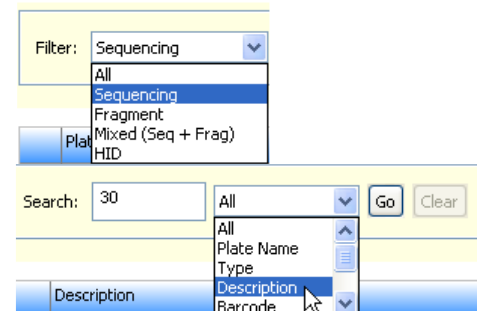 Filter: Sequencing
All
Sequencing
Fragment
Mixed (Seq + Frag)
Pla
HID
Search: 30 All Go Clear
All
Plate Name
Type
Description
Description
Barcode